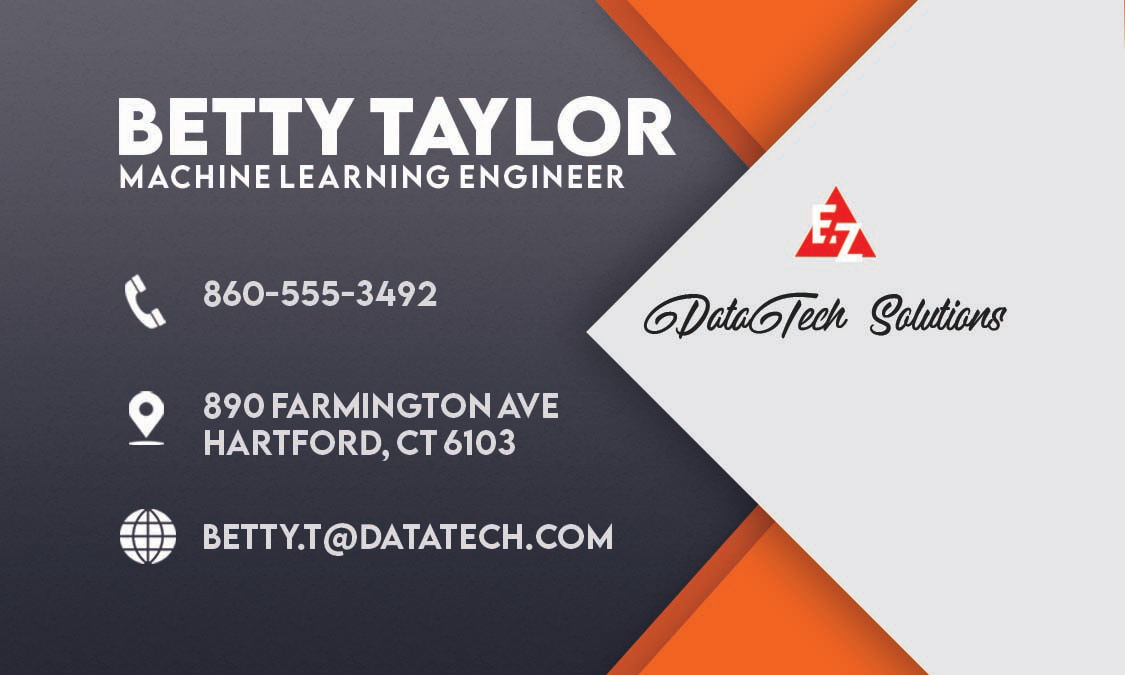 BETTY TAYLOR
MACHINE LEARNING ENGINEER
860-555-3492
890 FARMINGTON AVE
HARTFORD, CT 6103
BETTY.T@DATATECH.COM
E.Z
DataTech Solutions